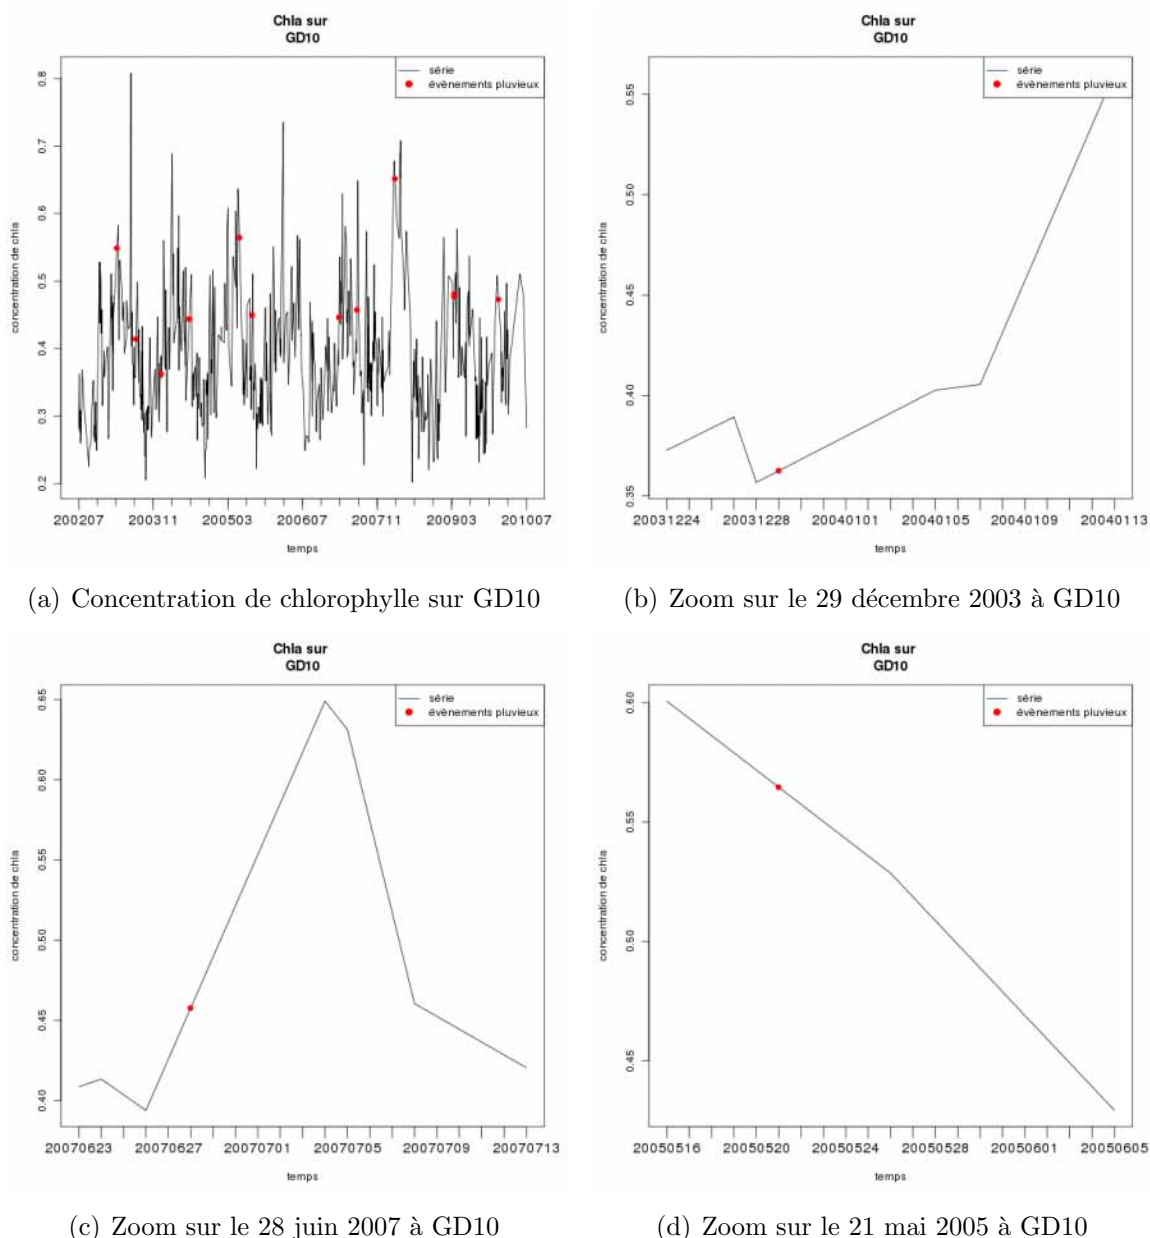 Chla sur
GD10
série
évènements pluvieux
concentration de chla
0.2 0.3 0.4 0.5 0.6 0.7 0.8
200207 200311 200503 200607 200711 200903 201007
temps
(a) Concentration de chlorophylle sur GD10
Chla sur
GD10
série
évènements pluvieux
concentration de chla
0.35 0.40 0.45 0.50 0.55
20031224 20031228 20040101 20040105 20040109 20040113
temps
(b) Zoom sur le 29 décembre 2003 à GD10
Chla sur
GD10
série
évènements pluvieux
concentration de chla
0.40 0.45 0.50 0.55 0.60 0.65
20070623 20070627 20070701 20070705 20070709 20070713
temps
(c) Zoom sur le 28 juin 2007 à GD10
Chla sur
GD10
série
évènements pluvieux
concentration de chla
0.45 0.50 0.55 0.60
20050516 20050520 20050524 20050528 20050601 20050605
temps
(d) Zoom sur le 21 mai 2005 à GD10